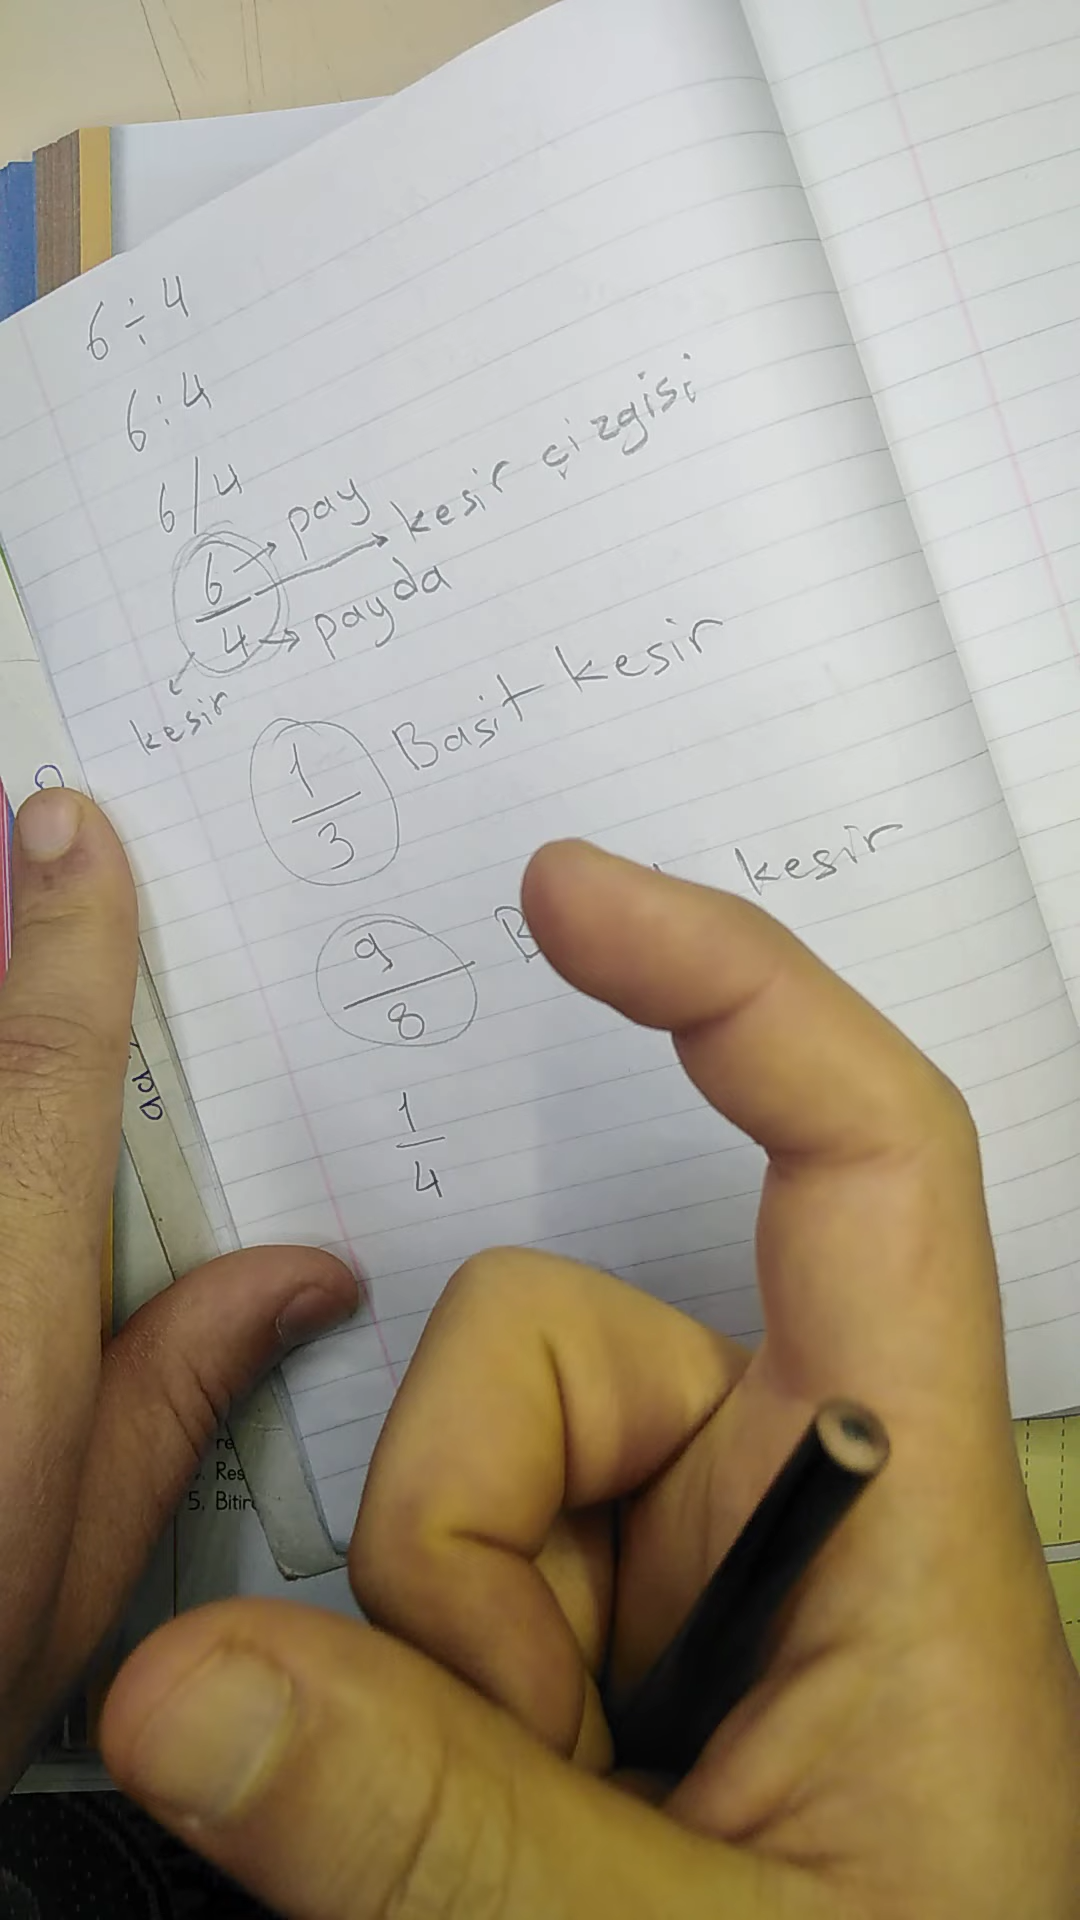 6÷4
6:4
6/4
6/4 → pay → kesir çizgisi → payda
kesir
1/3 Basit kesir
9/8 kesir
1/4
Res
5. Bitir